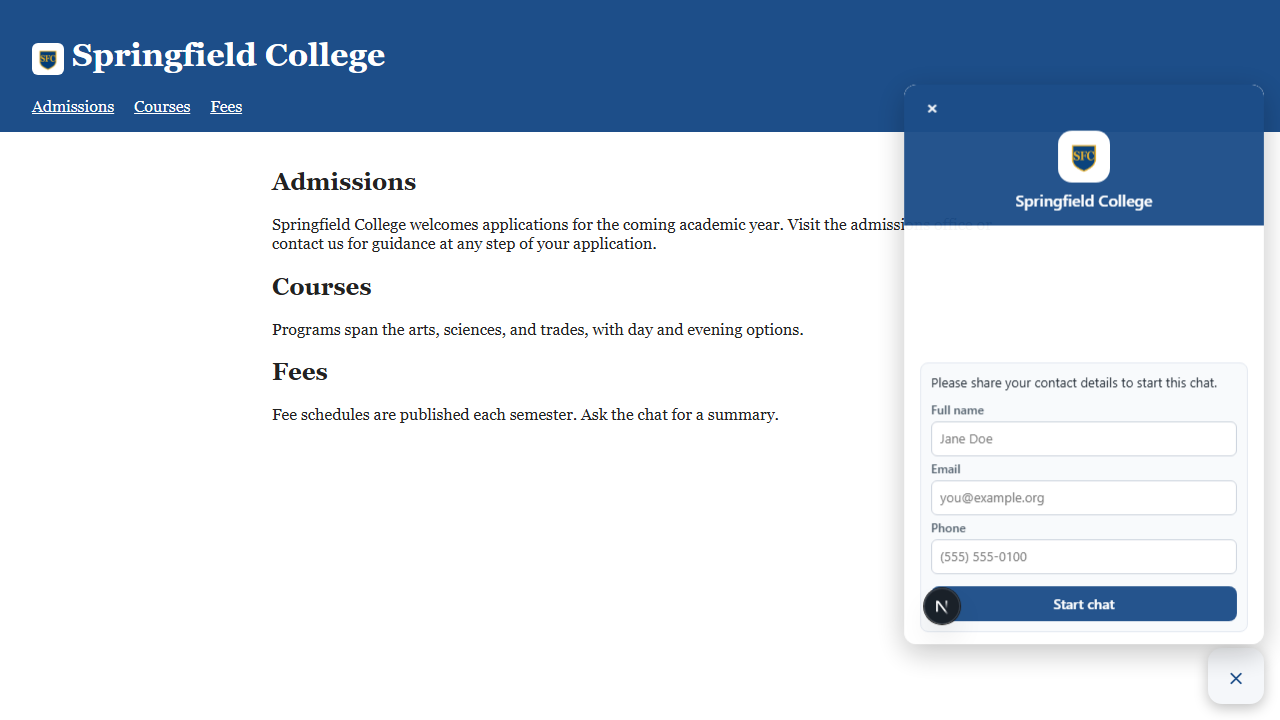 SFC Springfield College
Admissions Courses Fees
Admissions
Springfield College welcomes applications for the coming academic year. Visit the admissions office or
contact us for guidance at any step of your application.
Courses
Programs span the arts, sciences, and trades, with day and evening options.
Fees
Fee schedules are published each semester. Ask the chat for a summary.
×
SFC
Springfield College
Please share your contact details to start this chat.
Full name
Jane Doe
Email
you@example.org
Phone
(555) 555-0100
N
Start chat
×